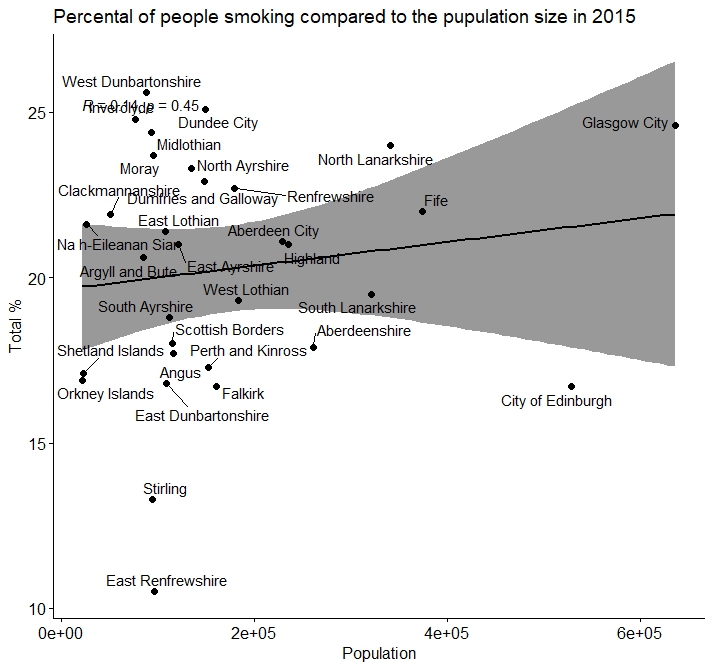 Percental of people smoking compared to the pupulation size in 2015
West Dunbartonshire
R = 0.14, p = 0.45
Inverclyde
Dundee City
Glasgow City
Midlothian
North Lanarkshire
Moray
North Ayrshire
Clackmannanshire
Dumfries and Galloway
Renfrewshire
Fife
East Lothian
Aberdeen City
Na h-Eileanan Siar
East Ayrshire
Highland
Argyll and Bute
West Lothian
South Ayrshire
South Lanarkshire
Scottish Borders
Aberdeenshire
Shetland Islands
Perth and Kinross
Angus
Orkney Islands
Falkirk
East Dunbartonshire
City of Edinburgh
Stirling
East Renfrewshire
25
20
15
10
Total %
0e+00
2e+05
4e+05
6e+05
Population